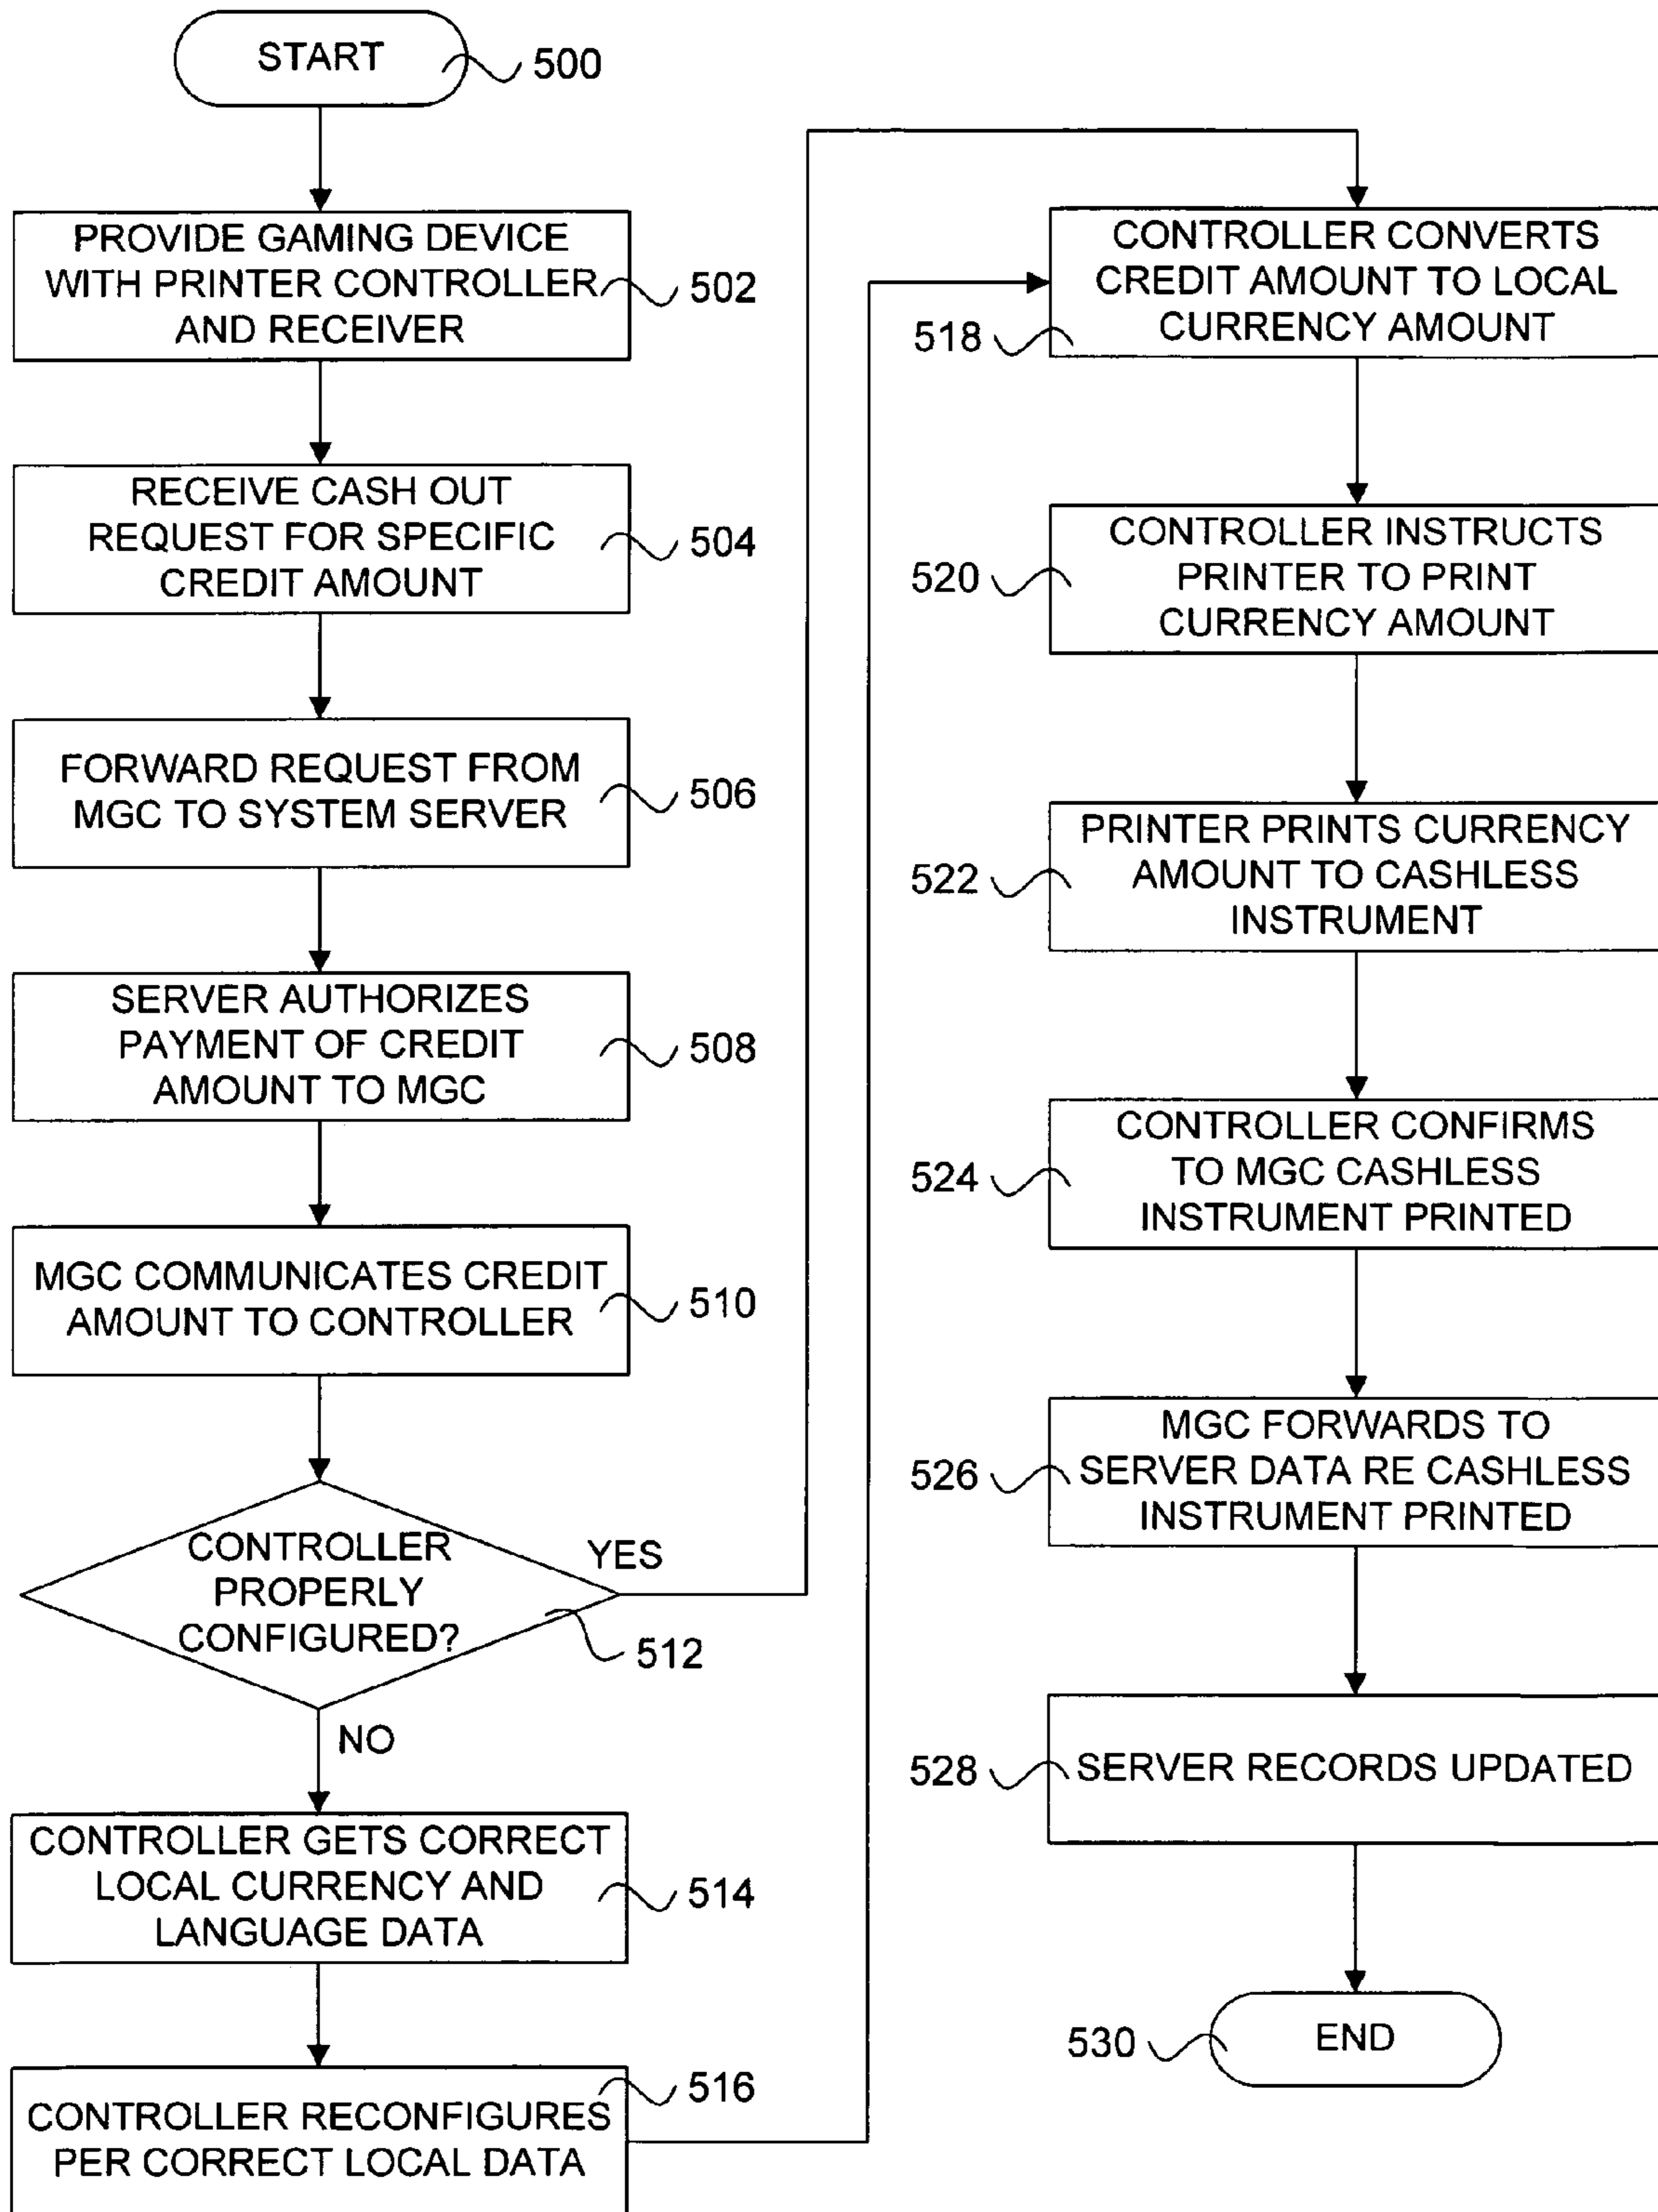 START
500
PROVIDE GAMING DEVICE
WITH PRINTER CONTROLLER
AND RECEIVER
502
RECEIVE CASH OUT
REQUEST FOR SPECIFIC
CREDIT AMOUNT
504
FORWARD REQUEST FROM
MGC TO SYSTEM SERVER
506
SERVER AUTHORIZES
PAYMENT OF CREDIT
AMOUNT TO MGC
508
MGC COMMUNICATES CREDIT
AMOUNT TO CONTROLLER
510
CONTROLLER
PROPERLY
CONFIGURED?
YES
512
NO
CONTROLLER GETS CORRECT
LOCAL CURRENCY AND
LANGUAGE DATA
514
CONTROLLER RECONFIGURES
PER CORRECT LOCAL DATA
516
CONTROLLER CONVERTS
CREDIT AMOUNT TO LOCAL
CURRENCY AMOUNT
518
CONTROLLER INSTRUCTS
PRINTER TO PRINT
CURRENCY AMOUNT
520
PRINTER PRINTS CURRENCY
AMOUNT TO CASHLESS
INSTRUMENT
522
CONTROLLER CONFIRMS
TO MGC CASHLESS
INSTRUMENT PRINTED
524
MGC FORWARDS TO
SERVER DATA RE CASHLESS
INSTRUMENT PRINTED
526
SERVER RECORDS UPDATED
528
END
530